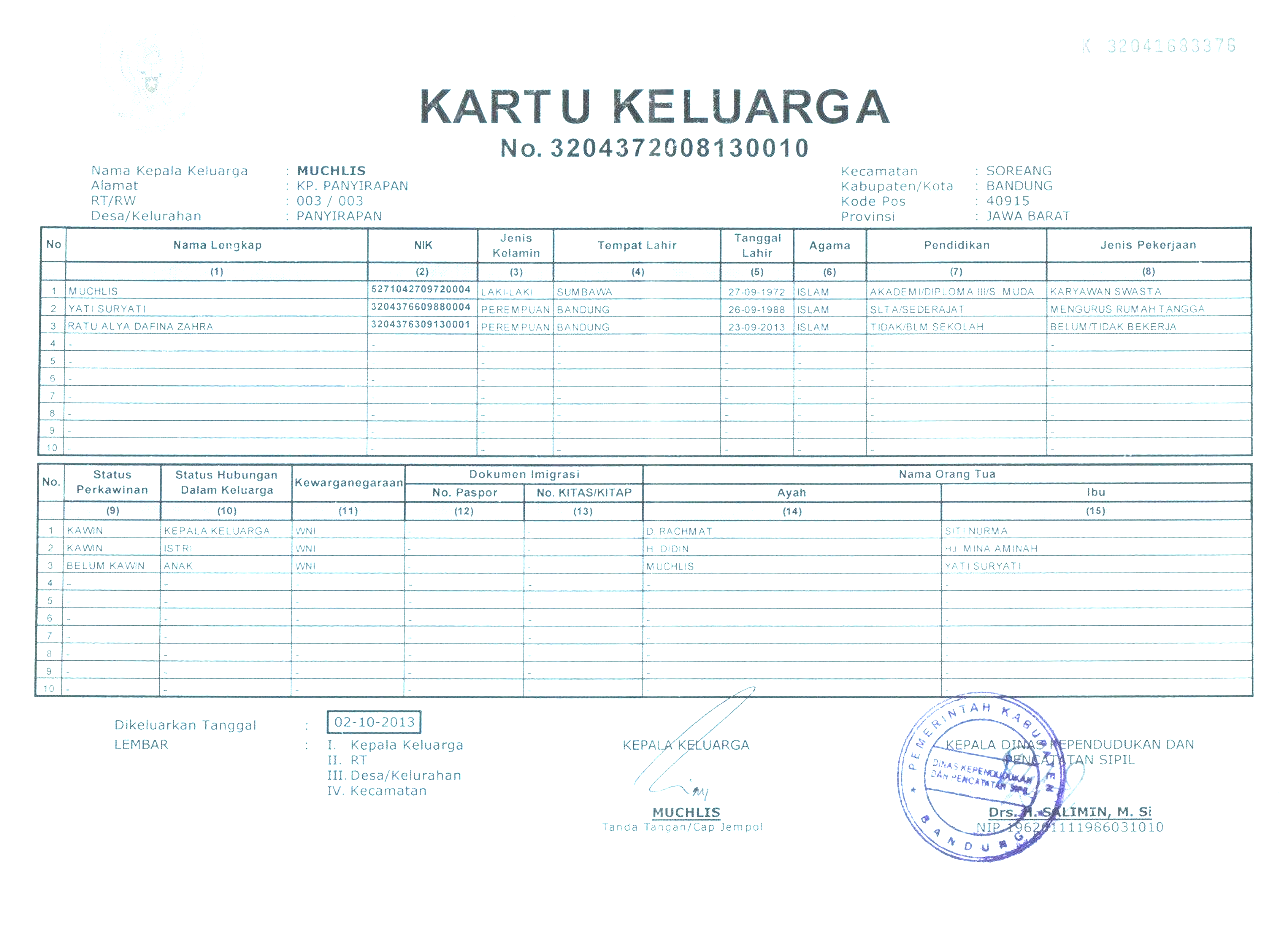 K 32041683376
KARTU KELUARGA
No. 3204372008130010
Nama Kepala Keluarga : MUCHLIS Kecamatan : SOREANG
Alamat : KP. PANYIRAPAN Kabupaten/Kota : BANDUNG
RT/RW : 003 / 003 Kode Pos : 40915
Desa/Kelurahan : PANYIRAPAN Provinsi : JAWA BARAT
No Nama Lengkap NIK Jenis Kelamin Tempat Lahir Tanggal Lahir Agama Pendidikan Jenis Pekerjaan
(1) (2) (3) (4) (5) (6) (7) (8)
1 MUCHLIS 5271042709720004 LAKI-LAKI SUMBAWA 27-09-1972 ISLAM AKADEMI/DIPLOMA III/S. MUDA KARYAWAN SWASTA
2 YATI SURYATI 3204376609880004 PEREMPUAN BANDUNG 26-09-1988 ISLAM SLTA/SEDERAJAT MENGURUS RUMAH TANGGA
3 RATU ALYA DAFINA ZAHRA 3204376309130001 PEREMPUAN BANDUNG 23-09-2013 ISLAM TIDAK/BLM SEKOLAH BELUM/TIDAK BEKERJA
4 - - - - - - - -
5 - - - - - - - -
6 - - - - - - - -
7 - - - - - - - -
8 - - - - - - - -
9 - - - - - - - -
10 - - - - - - - -
No. Status Perkawinan Status Hubungan Dalam Keluarga Kewarganegaraan Dokumen Imigrasi Nama Orang Tua
No. Paspor No. KITAS/KITAP Ayah Ibu
(9) (10) (11) (12) (13) (14) (15)
1 KAWIN KEPALA KELUARGA WNI D. RACHMAT SITI NURMA
2 KAWIN ISTRI WNI - - H. DIDIN HJ. MINA AMINAH
3 BELUM KAWIN ANAK WNI - - MUCHLIS YATI SURYATI
4 - - - - - - -
5 - - - - - - -
6 - - - - - - -
7 - - - - - - -
8 - - - - - - -
9 - - - - - - -
10 - - - - - - -
Dikeluarkan Tanggal : 02-10-2013
LEMBAR : I. Kepala Keluarga
II. RT
III. Desa/Kelurahan
IV. Kecamatan
KEPALA KELUARGA
MUCHLIS
Tanda Tangan/Cap Jempol
KEPALA DINAS KEPENDUDUKAN DAN
PENCATATAN SIPIL
Drs. H. SALIMIN, M. Si
NIP 196201111986031010
PEMERINTAH KABUPATEN
DINAS KEPENDUDUKAN
DAN PENCATATAN SIPIL
BANDUNG